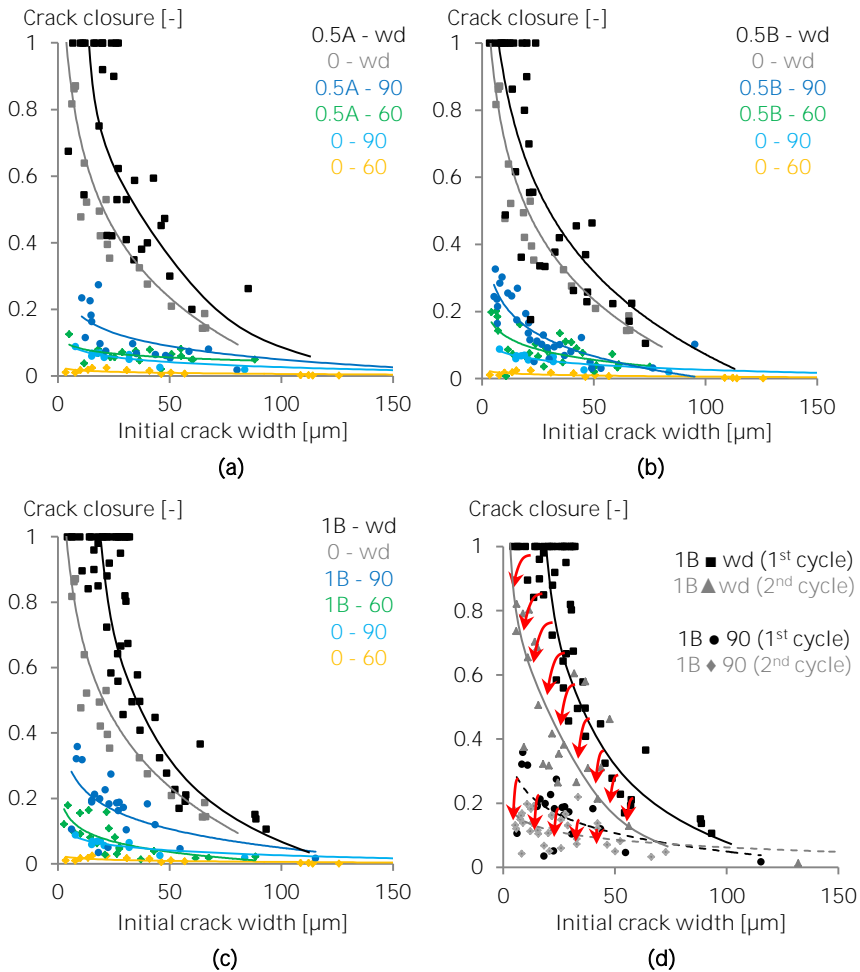 Crack closure [-]
0.5A - wd
0 - wd
0.5A - 90
0.5A - 60
0 - 90
0 - 60
1
0.8
0.6
0.4
0.2
0
0 50 100 150
Initial crack width [µm]
(a)
Crack closure [-]
0.5B - wd
0 - wd
0.5B - 90
0.5B - 60
0 - 90
0 - 60
1
0.8
0.6
0.4
0.2
0
0 50 100 150
Initial crack width [µm]
(b)
Crack closure [-]
1B - wd
0 - wd
1B - 90
1B - 60
0 - 90
0 - 60
1
0.8
0.6
0.4
0.2
0
0 50 100 150
Initial crack width [µm]
(c)
Crack closure [-]
1B ■ wd (1st cycle)
1B ▲ wd (2nd cycle)
1B ● 90 (1st cycle)
1B ♦ 90 (2nd cycle)
1
0.8
0.6
0.4
0.2
0
0 50 100 150
Initial crack width [µm]
(d)